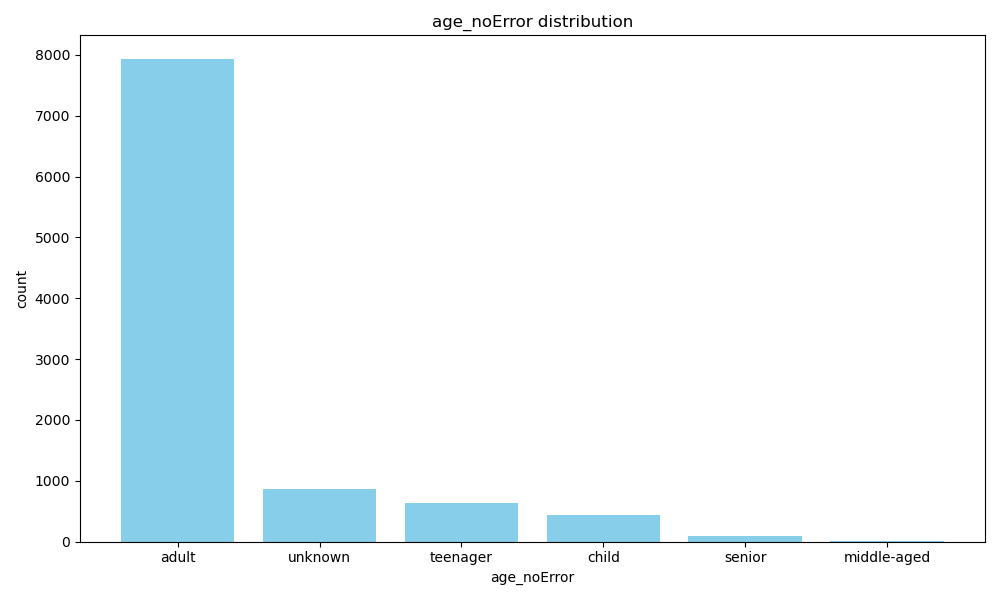 age_noError distribution
8000
7000
6000
5000
4000
3000
2000
1000
0
count
adult unknown teenager child senior middle-aged
age_noError